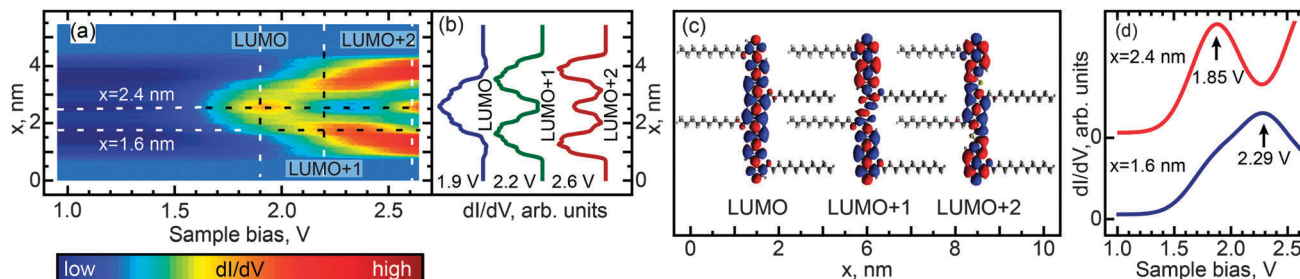 (a)
LUMO
LUMO+2
x=2.4 nm
x=1.6 nm
LUMO+1
x, nm
4
2
0
1.0
1.5
2.0
2.5
Sample bias, V
low
dI/dV
high
(b)
LUMO
LUMO+1
LUMO+2
1.9 V
2.2 V
2.6 V
dI/dV, arb. units
4
2
0
x, nm
(c)
LUMO
LUMO+1
LUMO+2
0
2
4
6
8
10
x, nm
(d)
x=2.4 nm
1.85 V
0
x=1.6 nm
2.29 V
0
dI/dV, arb. units
1.0
1.5
2.0
2.5
Sample bias, V